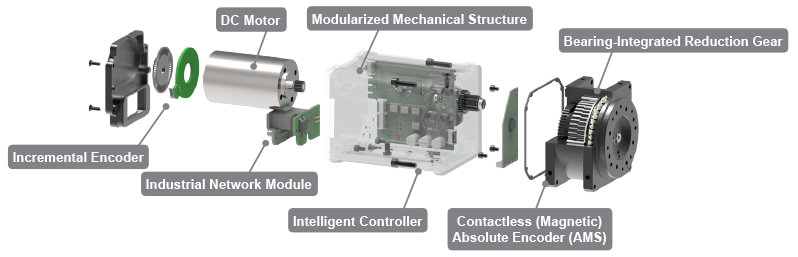 DC Motor
Modularized Mechanical Structure
Bearing-Integrated Reduction Gear
Incremental Encoder
Industrial Network Module
Intelligent Controller
Contactless (Magnetic)
Absolute Encoder (AMS)